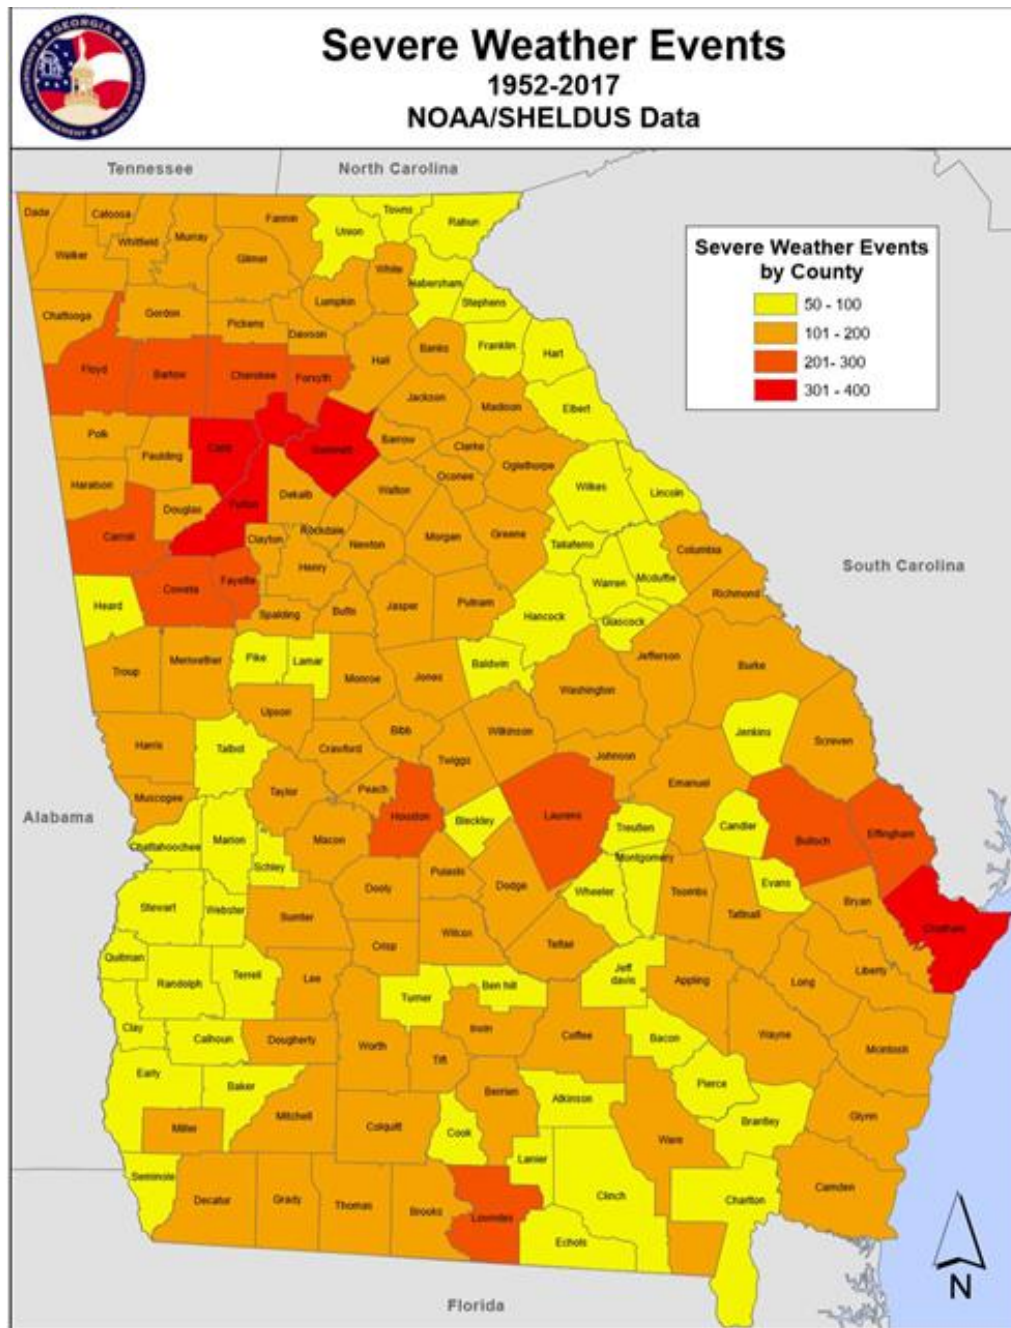 GEORGIA
EMERGENCY MANAGEMENT
HOMELAND SECURITY
Severe Weather Events
1952-2017
NOAA/SHELDUS Data
Tennessee
North Carolina
Severe Weather Events
by County
50 - 100
101 - 200
201- 300
301 - 400
Dade
Catoosa
Fannin
Towns
Rabun
Union
Whitfield
Murray
Walker
Gilmer
White
Habersham
Lumpkin
Stephens
Chattooga
Gordon
Pickens
Dawson
Franklin
Hart
Banks
Hall
Floyd
Bartow
Cherokee
Forsyth
Jackson
Madison
Elbert
Polk
Cobb
Gwinnett
Barrow
Clarke
Paulding
Oglethorpe
Oconee
Haralson
Dekalb
Walton
Wilkes
Lincoln
Douglas
Fulton
Rockdale
Carroll
Clayton
Newton
Morgan
Greene
Taliaferro
Columbia
South Carolina
Henry
Warren
Mcduffie
Fayette
Coweta
Richmond
Heard
Spalding
Butts
Jasper
Putnam
Hancock
Glascock
Pike
Lamar
Baldwin
Jefferson
Burke
Troup
Meriwether
Monroe
Jones
Washington
Upson
Bibb
Wilkinson
Jenkins
Screven
Harris
Talbot
Crawford
Twiggs
Johnson
Emanuel
Muscogee
Taylor
Peach
Alabama
Houston
Laurens
Bleckley
Treutlen
Candler
Bulloch
Effingham
Chattahoochee
Marion
Macon
Schley
Pulaski
Montgomery
Dodge
Wheeler
Toombs
Evans
Dooly
Stewart
Webster
Sumter
Tattnall
Bryan
Chatham
Wilcox
Crisp
Telfair
Quitman
Randolph
Terrell
Lee
Jeff
davis
Appling
Long
Liberty
Turner
Ben hill
Clay
Calhoun
Dougherty
Worth
Irwin
Coffee
Bacon
Wayne
Mcintosh
Tift
Early
Baker
Pierce
Berrien
Atkinson
Miller
Mitchell
Colquitt
Cook
Brantley
Glynn
Ware
Lanier
Seminole
Decatur
Grady
Thomas
Brooks
Lowndes
Clinch
Charlton
Camden
Echols
Florida
N